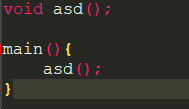 void asd();
main(){
asd();
}